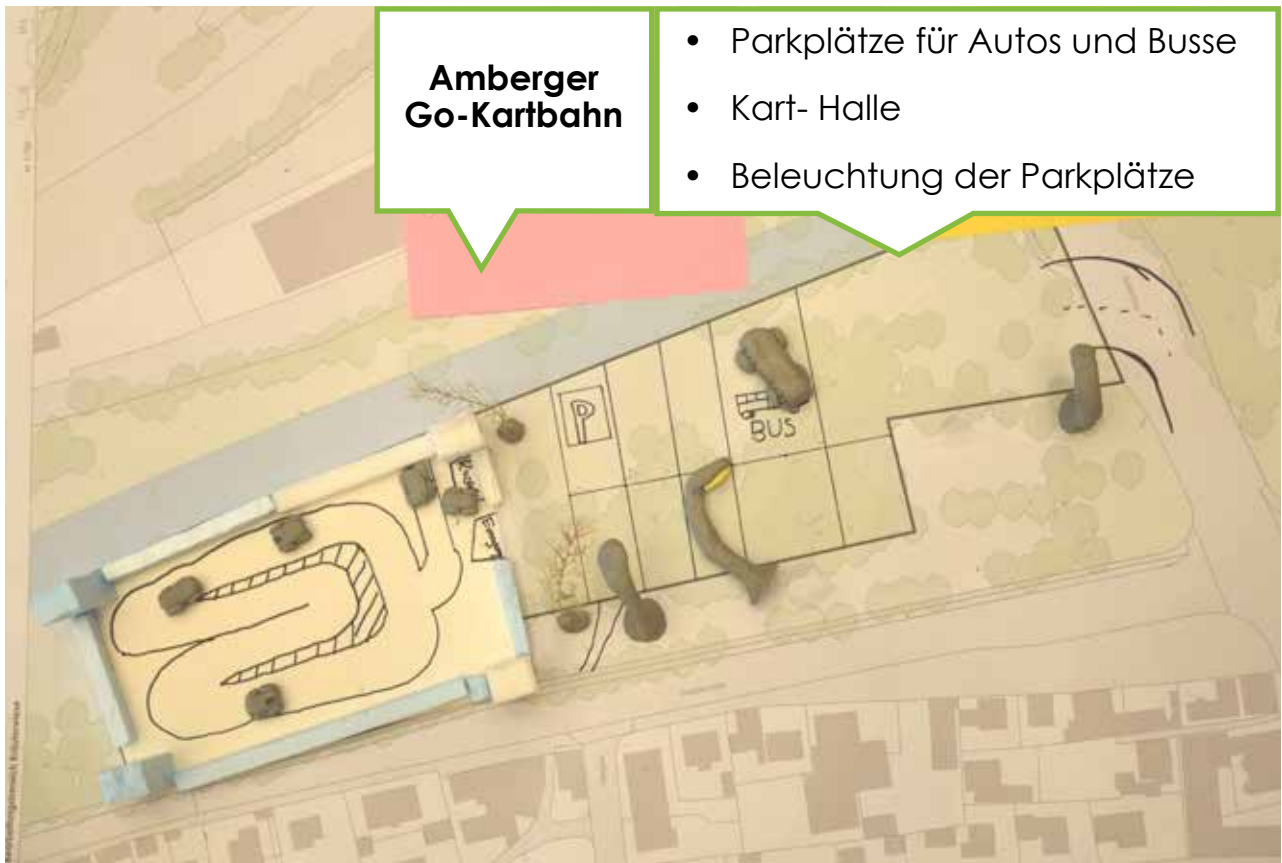 Amberger
Go-Kartbahn
• Parkplätze für Autos und Busse
• Kart- Halle
• Beleuchtung der Parkplätze
P
BUS